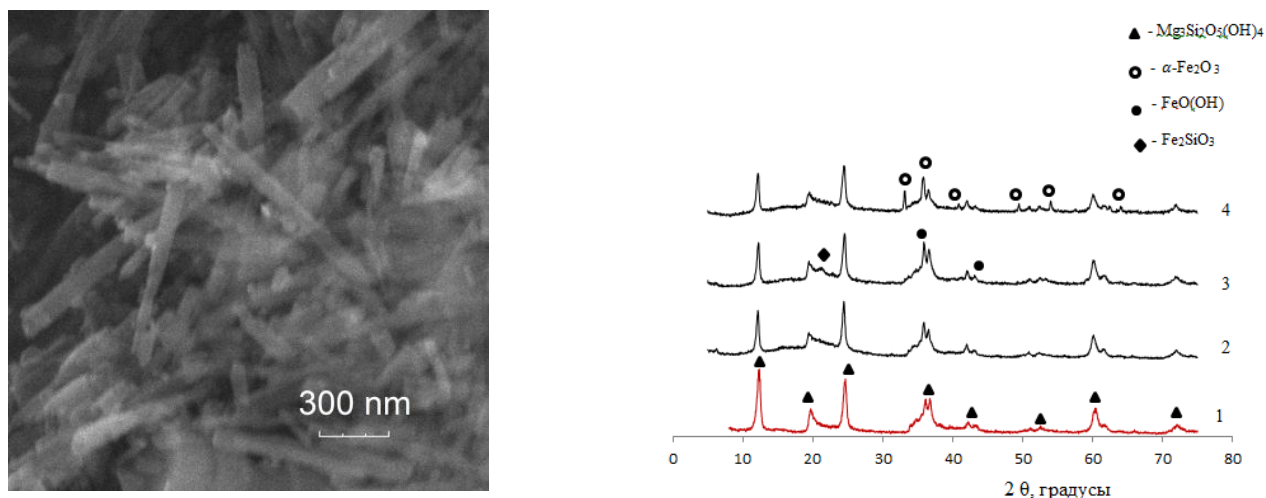 300 nm
▲ - Mg3Si2O5(OH)4
○ - α-Fe2O3
● - FeO(OH)
◆ - Fe2SiO3
4
3
2
1
0 10 20 30 40 50 60 70 80
2 θ, градусы